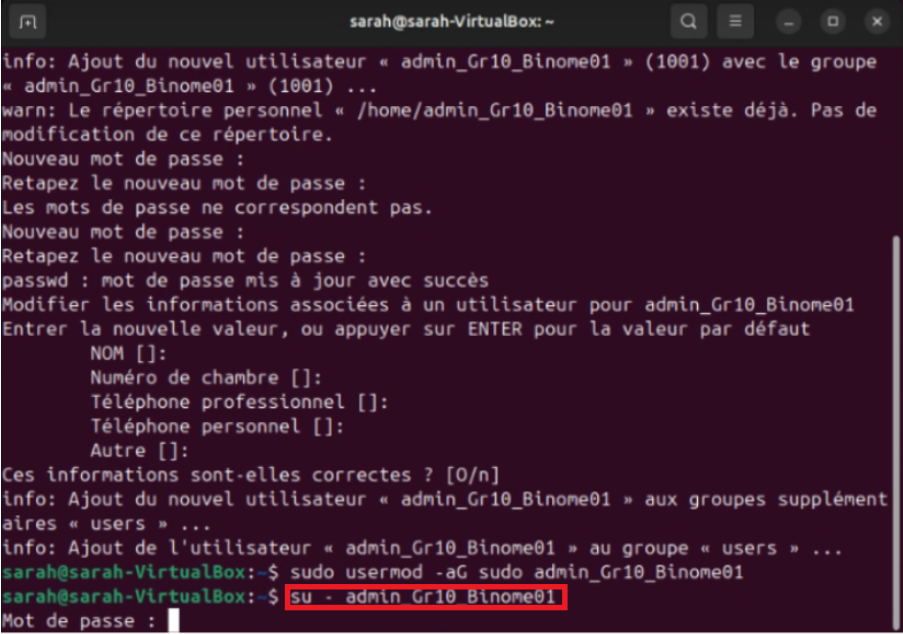 sarah@sarah-VirtualBox: ~
info: Ajout du nouvel utilisateur « admin_Gr10_Binome01 » (1001) avec le groupe
« admin_Gr10_Binome01 » (1001) ...
warn: Le répertoire personnel « /home/admin_Gr10_Binome01 » existe déjà. Pas de
modification de ce répertoire.
Nouveau mot de passe :
Retapez le nouveau mot de passe :
Les mots de passe ne correspondent pas.
Nouveau mot de passe :
Retapez le nouveau mot de passe :
passwd : mot de passe mis à jour avec succès
Modifier les informations associées à un utilisateur pour admin_Gr10_Binome01
Entrer la nouvelle valeur, ou appuyer sur ENTER pour la valeur par défaut
NOM []:
Numéro de chambre []:
Téléphone professionnel []:
Téléphone personnel []:
Autre []:
Ces informations sont-elles correctes ? [O/n]
info: Ajout du nouvel utilisateur « admin_Gr10_Binome01 » aux groupes supplément
aires « users » ...
info: Ajout de l'utilisateur « admin_Gr10_Binome01 » au groupe « users » ...
sarah@sarah-VirtualBox:~$ sudo usermod -aG sudo admin_Gr10_Binome01
sarah@sarah-VirtualBox:~$ su - admin_Gr10_Binome01
Mot de passe :